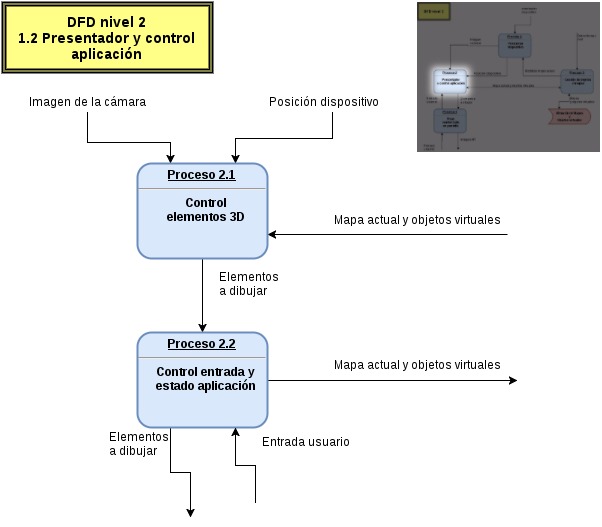 DFD nivel 2
1.2 Presentador y control
aplicación
Imagen de la cámara
Posición dispositivo
Proceso 2.1
Control
elementos 3D
Mapa actual y objetos virtuales
Elementos
a dibujar
Proceso 2.2
Control entrada y
estado aplicación
Mapa actual y objetos virtuales
Elementos
a dibujar
Entrada usuario